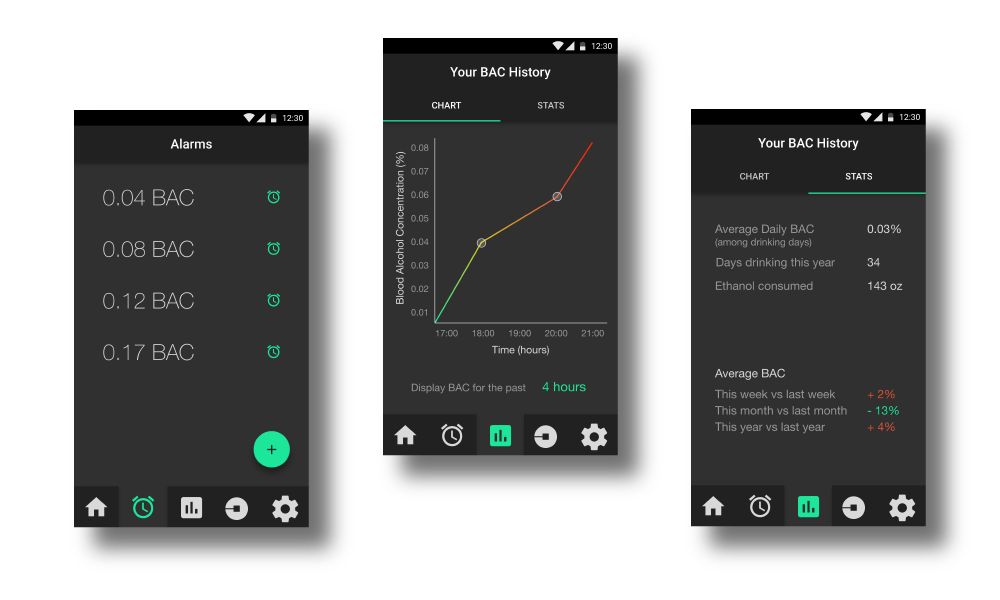 12:30
Alarms
0.04 BAC
0.08 BAC
0.12 BAC
0.17 BAC
+
12:30
Your BAC History
CHART STATS
Blood Alcohol Concentration (%)
0.08
0.07
0.06
0.05
0.04
0.03
0.02
0.01
17:00 18:00 19:00 20:00 21:00
Time (hours)
Display BAC for the past 4 hours
12:30
Your BAC History
CHART STATS
Average Daily BAC 0.03%
(among drinking days)
Days drinking this year 34
Ethanol consumed 143 oz
Average BAC
This week vs last week + 2%
This month vs last month - 13%
This year vs last year + 4%